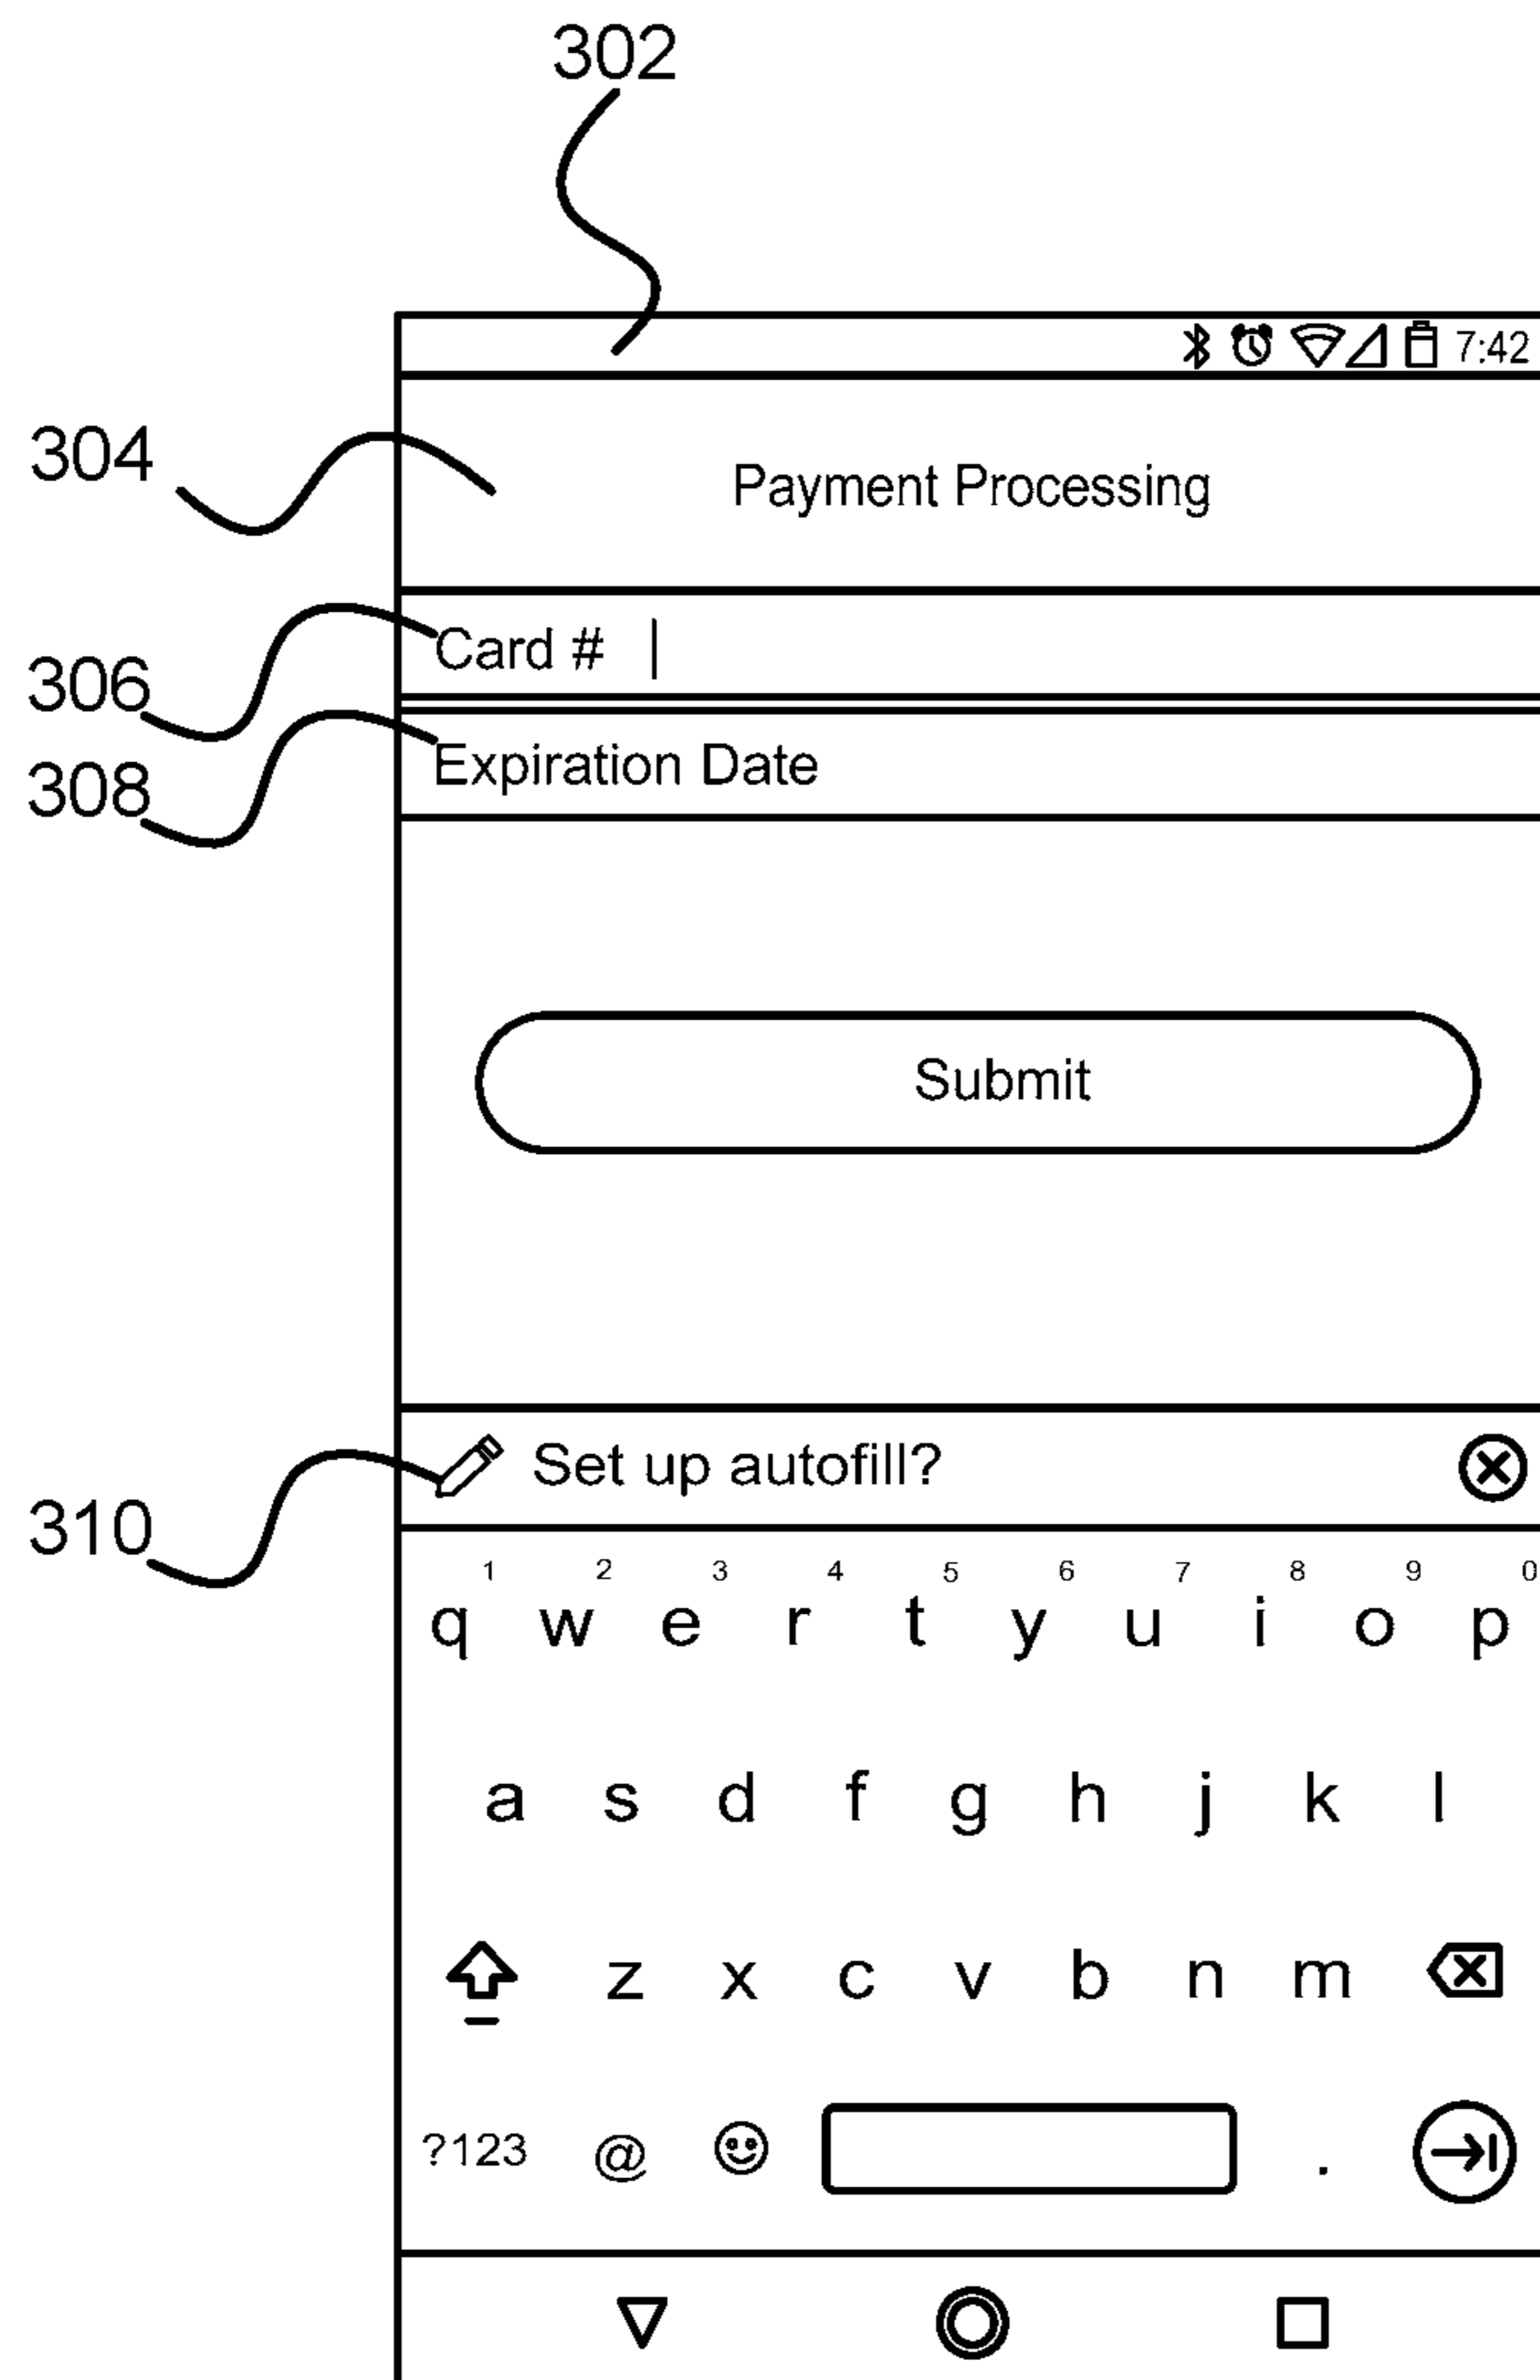 302
7:42
304
Payment Processing
306
Card #
308
Expiration Date
Submit
310
Set up autofill?
1 2 3 4 5 6 7 8 9 0
q w e r t y u i o p
a s d f g h j k l
z x c v b n m
?123 @ .